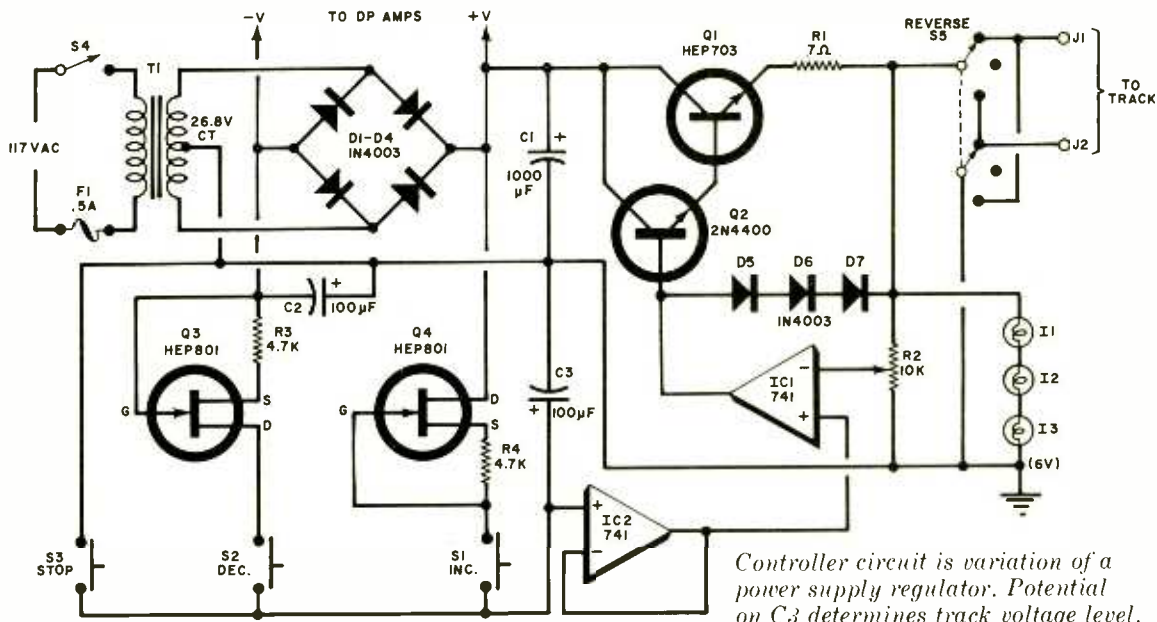 -V TO DP AMPS +V
S4
T1
117VAC
F1
.5A
26.8V
CT
D1-D4
1N4003
C1
+
1000
µF
Q1
HEP703
R1
7Ω
REVERSE
S5
J1
TO
TRACK
J2
Q2
2N4400
D5 D6 D7
1N4003
C2
+
100µF
Q3
HEP801
R3
4.7K
G
S
D
Q4
HEP801
G
D
S
R4
4.7K
C3
+
100µF
IC1
741
-
+
R2
10K
I1
I2
I3
(6V)
IC2
741
+
-
S3
STOP
S2
DEC.
S1
INC.
Controller circuit is variation of a
power supply regulator. Potential
on C3 determines track voltage level.